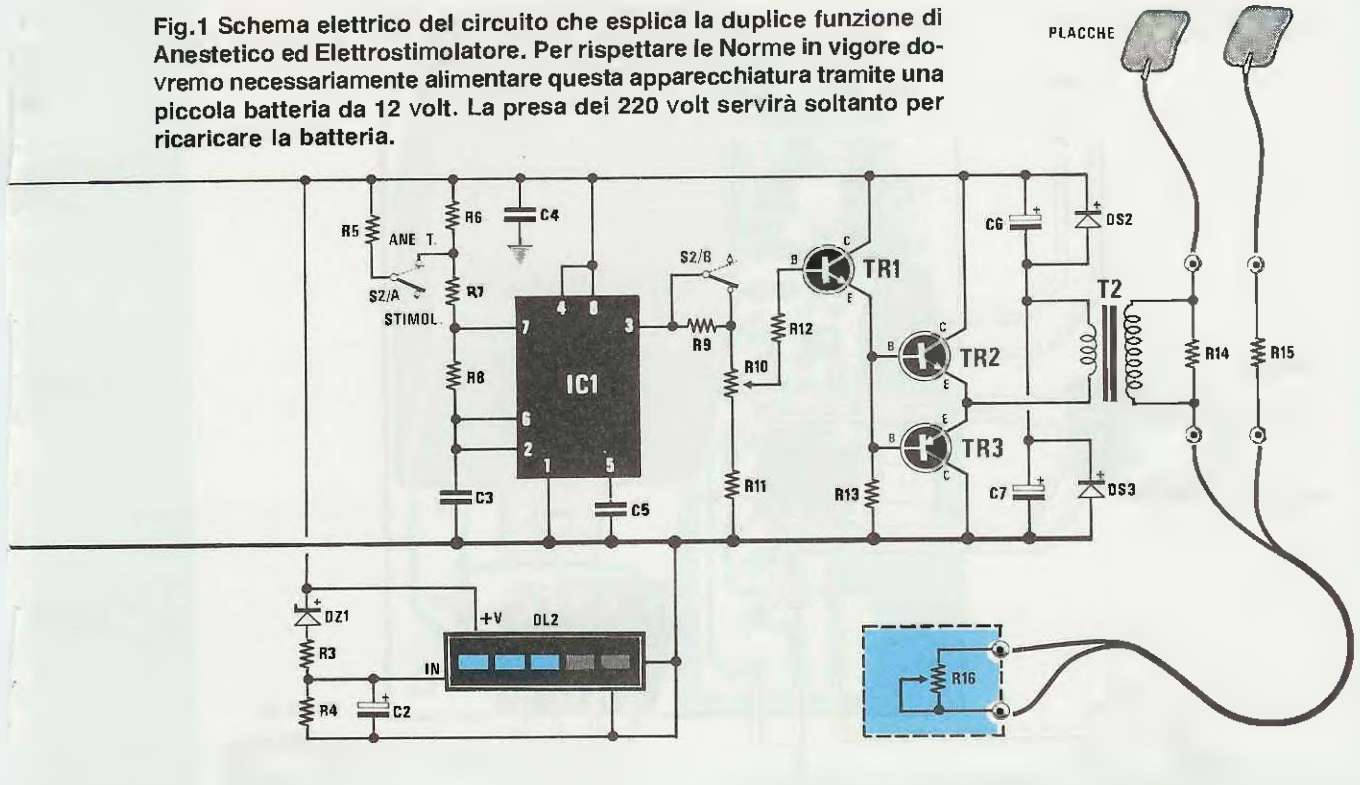 Fig.1 Schema elettrico del circuito che esplica la duplice funzione di
Anestetico ed Elettrostimolatore. Per rispettare le Norme in vigore do-
vremo necessariamente alimentare questa apparecchiatura tramite una
piccola batteria da 12 volt. La presa dei 220 volt servirà soltanto per
ricaricare la batteria.
PLACCHE
R5
R6
C4
ANE T.
S2/A
STIMOL.
R7
R8
7
4
8
3
IC1
6
2
1
5
C3
C5
S2/B
R9
R10
R11
R12
B
C
E
TR1
B
C
E
TR2
B
E
C
TR3
R13
C6
+
DS2
+
C7
+
DS3
+
T2
R14
R15
DZ1
+
R3
R4
C2
+
+V
DL2
IN
R16